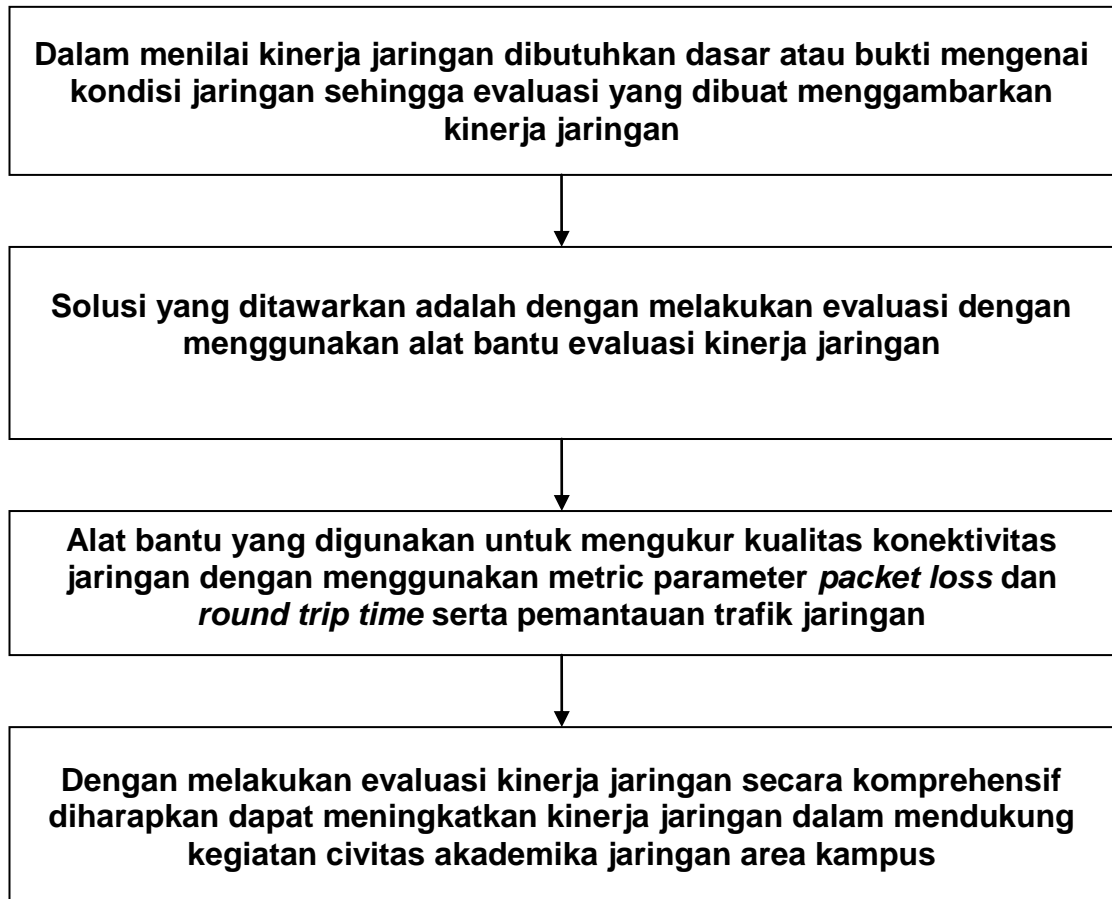 Dalam menilai kinerja jaringan dibutuhkan dasar atau bukti mengenai
kondisi jaringan sehingga evaluasi yang dibuat menggambarkan
kinerja jaringan
Solusi yang ditawarkan adalah dengan melakukan evaluasi dengan
menggunakan alat bantu evaluasi kinerja jaringan
Alat bantu yang digunakan untuk mengukur kualitas konektivitas
jaringan dengan menggunakan metric parameter packet loss dan
round trip time serta pemantauan trafik jaringan
Dengan melakukan evaluasi kinerja jaringan secara komprehensif
diharapkan dapat meningkatkan kinerja jaringan dalam mendukung
kegiatan civitas akademika jaringan area kampus